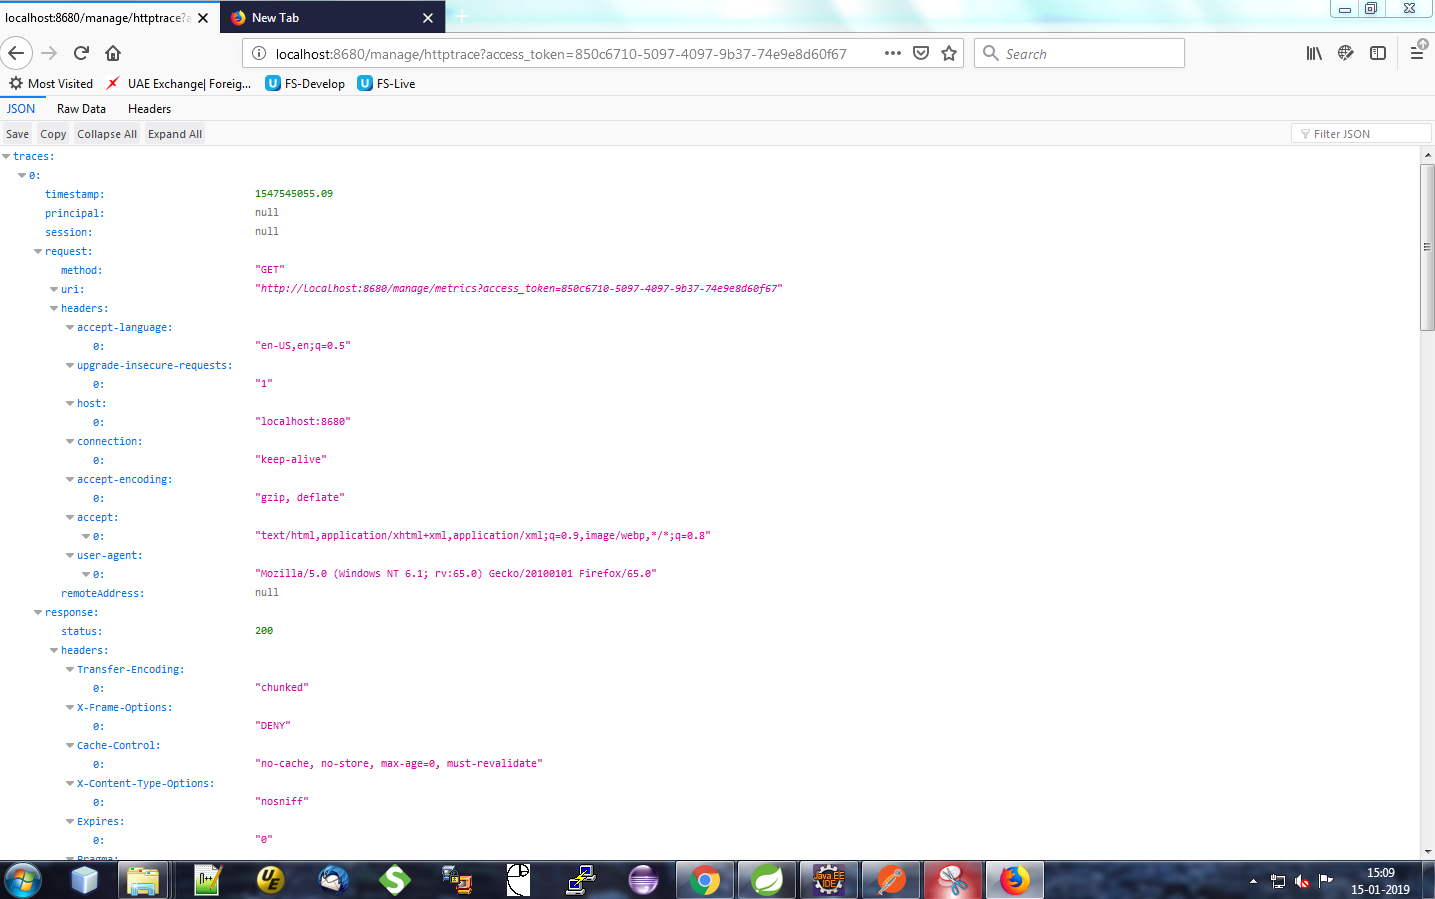 localhost:8680/manage/httptrace?a
New Tab
localhost:8680/manage/httptrace?access_token=850c6710-5097-4097-9b37-74e9e8d60f67
Search
Most Visited
UAE Exchange| Foreig...
FS-Develop
FS-Live
JSON
Raw Data
Headers
Save
Copy
Collapse All
Expand All
Filter JSON
traces:
0:
timestamp: 1547545055.09
principal: null
session: null
request:
method: "GET"
uri: "http://localhost:8680/manage/metrics?access_token=850c6710-5097-4097-9b37-74e9e8d60f67"
headers:
accept-language:
0: "en-US,en;q=0.5"
upgrade-insecure-requests:
0: "1"
host:
0: "localhost:8680"
connection:
0: "keep-alive"
accept-encoding:
0: "gzip, deflate"
accept:
0: "text/html,application/xhtml+xml,application/xml;q=0.9,image/webp,*/*;q=0.8"
user-agent:
0: "Mozilla/5.0 (Windows NT 6.1; rv:65.0) Gecko/20100101 Firefox/65.0"
remoteAddress: null
response:
status: 200
headers:
Transfer-Encoding:
0: "chunked"
X-Frame-Options:
0: "DENY"
Cache-Control:
0: "no-cache, no-store, max-age=0, must-revalidate"
X-Content-Type-Options:
0: "nosniff"
Expires:
0: "0"
Pragma:
Java EE
IDE
15:09
15-01-2019